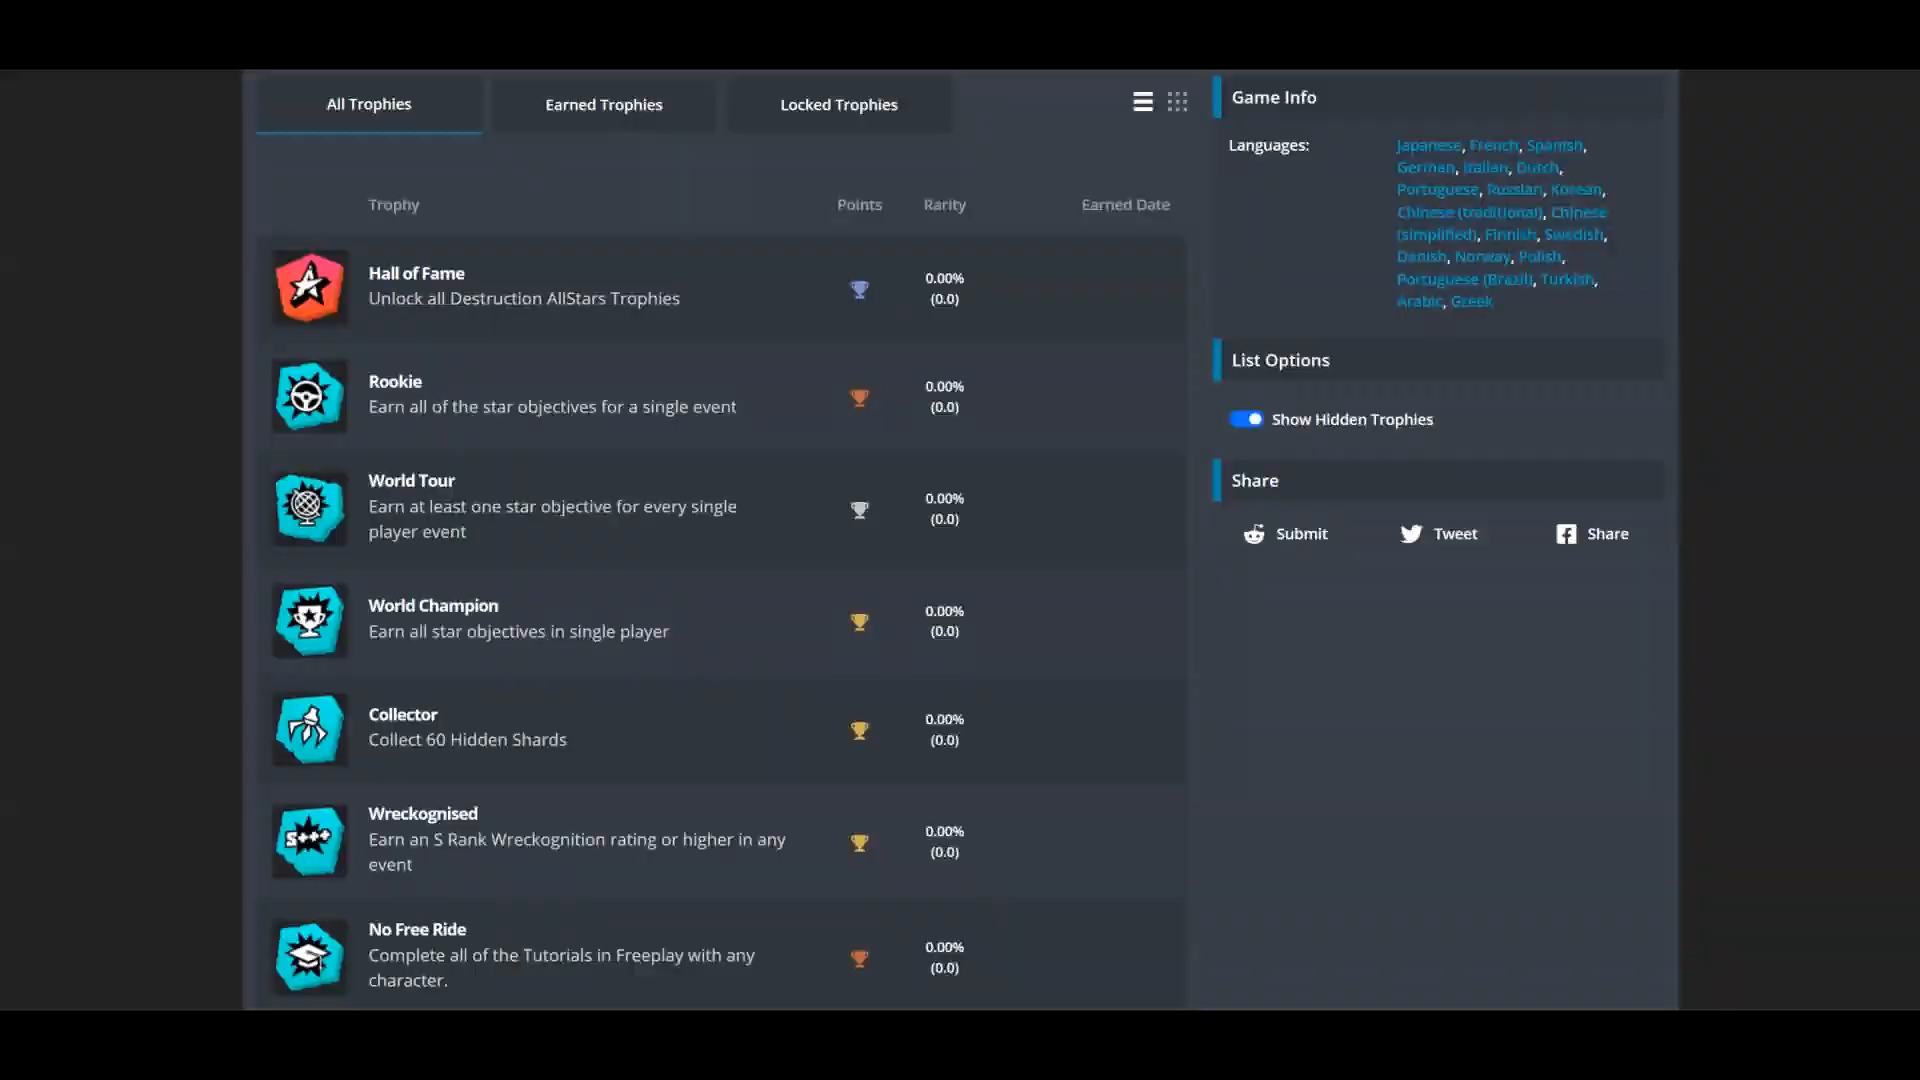 All Trophies
Earned Trophies
Locked Trophies
Trophy
Points
Rarity
Earned Date
Hall of Fame
Unlock all Destruction AllStars Trophies
0.00%
(0.0)
Rookie
Earn all of the star objectives for a single event
0.00%
(0.0)
World Tour
Earn at least one star objective for every single
player event
0.00%
(0.0)
World Champion
Earn all star objectives in single player
0.00%
(0.0)
Collector
Collect 60 Hidden Shards
0.00%
(0.0)
S+++
Wreckognised
Earn an S Rank Wreckognition rating or higher in any
event
0.00%
(0.0)
No Free Ride
Complete all of the Tutorials in Freeplay with any
character.
0.00%
(0.0)
Game Info
Languages:
Japanese, French, Spanish,
German, Italian, Dutch,
Portuguese, Russian, Korean,
Chinese (traditional), Chinese
(simplified), Finnish, Swedish,
Danish, Norway, Polish,
Portuguese (Brazil), Turkish,
Arabic, Greek
List Options
Show Hidden Trophies
Share
Submit
Tweet
Share